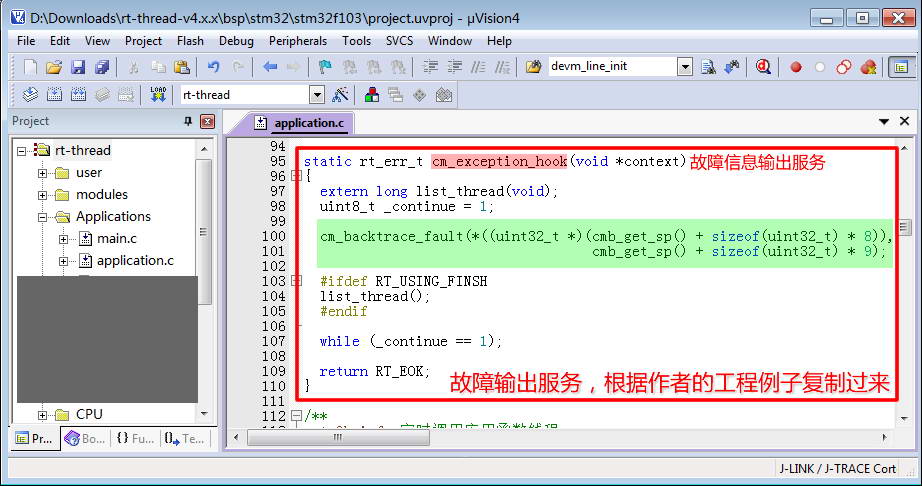 D:\Downloads\rt-thread-v4.x.x\bsp\stm32\stm32f103\project.uvproj - µVision4
File Edit View Project Flash Debug Peripherals Tools SVCS Window Help
devm_line_init
LOAD
rt-thread
Project
application.c
rt-thread
user
modules
Applications
main.c
application.c
CPU
94
95 static rt_err_t cm_exception_hook(void *context) 故障信息输出服务
96 {
97 extern long list_thread(void);
98 uint8_t _continue = 1;
99
100 cm_backtrace_fault(*((uint32_t *)(cmb_get_sp() + sizeof(uint32_t) * 8)),
101 cmb_get_sp() + sizeof(uint32_t) * 9);
102
103 #ifdef RT_USING_FINSH
104 list_thread();
105 #endif
106
107 while (_continue == 1);
108
109 return RT_EOK;
110 }
故障输出服务，根据作者的工程例子复制过来
111
112 /**
Pr... Bo... {} Fu... 0, Te...
J-LINK / J-TRACE Cort